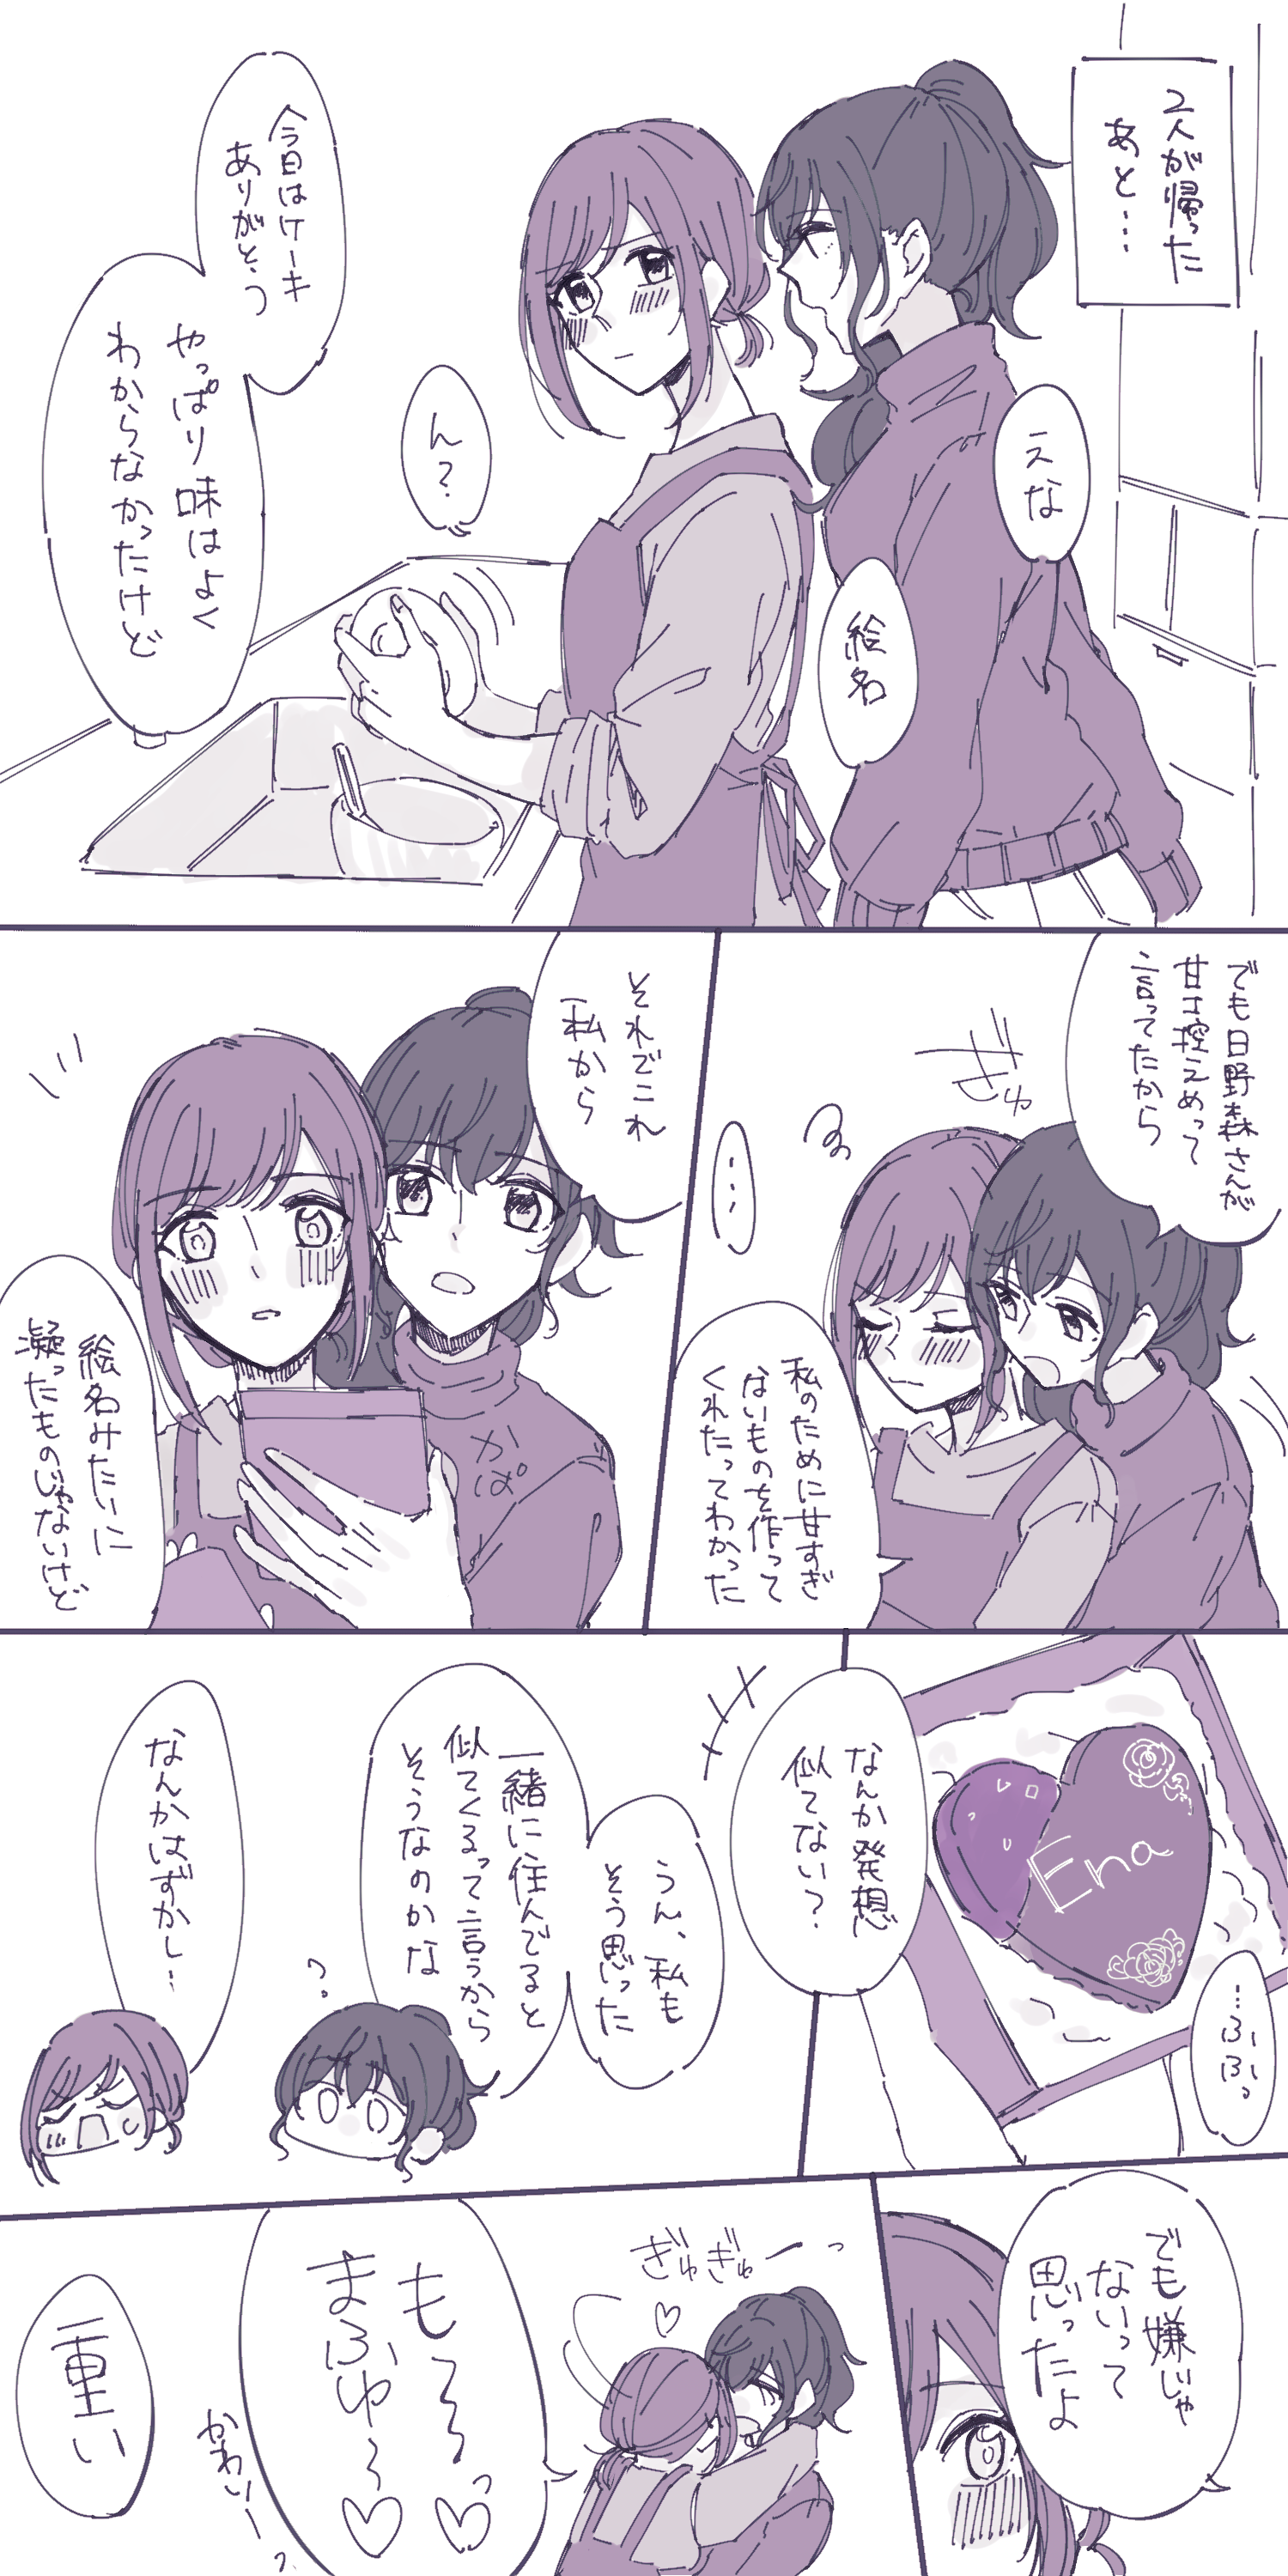 2人が帰った
あと…
えな
絵名
ん?
今日はケーキ
ありがとう
やっぱり味はよく
わからなかったけど
でも日野森さんが
甘さ控えめって
言ってたから
ぎゅ
…
私のために甘すぎ
ないものを作って
くれたってわかった
それでこれ
私から
かぱ
絵名みたいに
凝ったものじゃないけど
Ena
…ふふっ
なんか発想
似てない?
うん、私も
そう思った
一緒に住んでると
似てくるって言うから
そうなのかな
?
なんかはずかし…
でも嫌じゃ
ないって
思ったよ
ぎゅぎゅーっ
♡
も〜〜っ♡
まふゆ〜♡
かわいーっ
重い